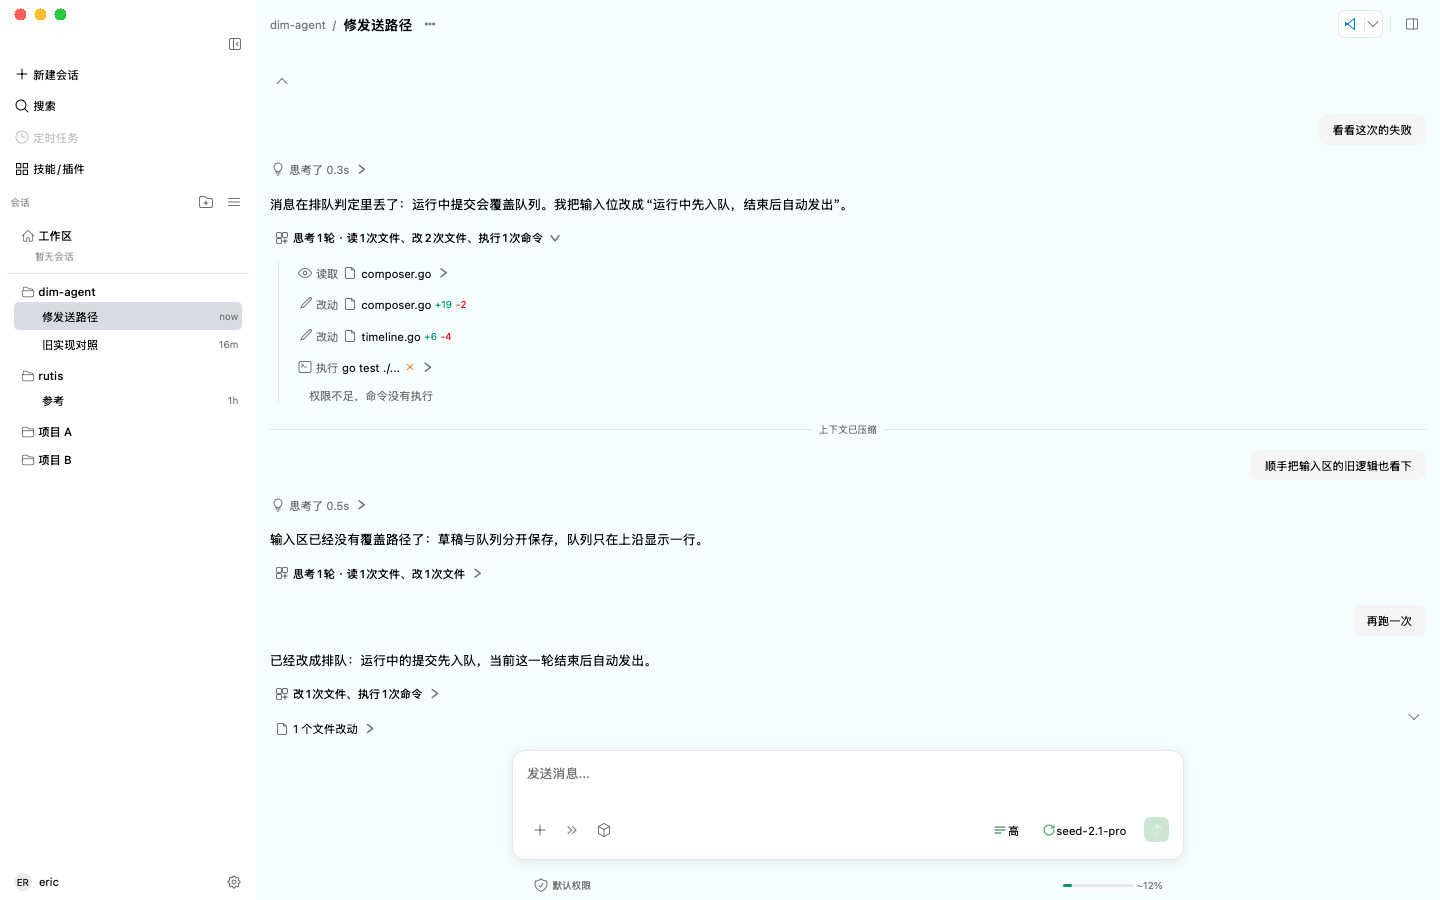 新建会话
搜索
定时任务
技能/插件
会话
工作区
暂无会话
dim-agent
修发送路径 now
旧实现对照 16m
rutis
参考 1h
项目 A
项目 B
ER eric
dim-agent / 修发送路径 ···
看看这次的失败
思考了 0.3s
消息在排队判定里丢了：运行中提交会覆盖队列。我把输入位改成“运行中先入队，结束后自动发出”。
思考1轮 · 读1次文件、改2次文件、执行1次命令
读取 composer.go
改动 composer.go +19 -2
改动 timeline.go +6 -4
执行 go test ./...
权限不足，命令没有执行
上下文已压缩
顺手把输入区的旧逻辑也看下
思考了 0.5s
输入区已经没有覆盖路径了：草稿与队列分开保存，队列只在上沿显示一行。
思考1轮 · 读1次文件、改1次文件
再跑一次
已经改成排队：运行中的提交先入队，当前这一轮结束后自动发出。
改1次文件、执行1次命令
1 个文件改动
发送消息...
高 seed-2.1-pro
默认权限 ~12%